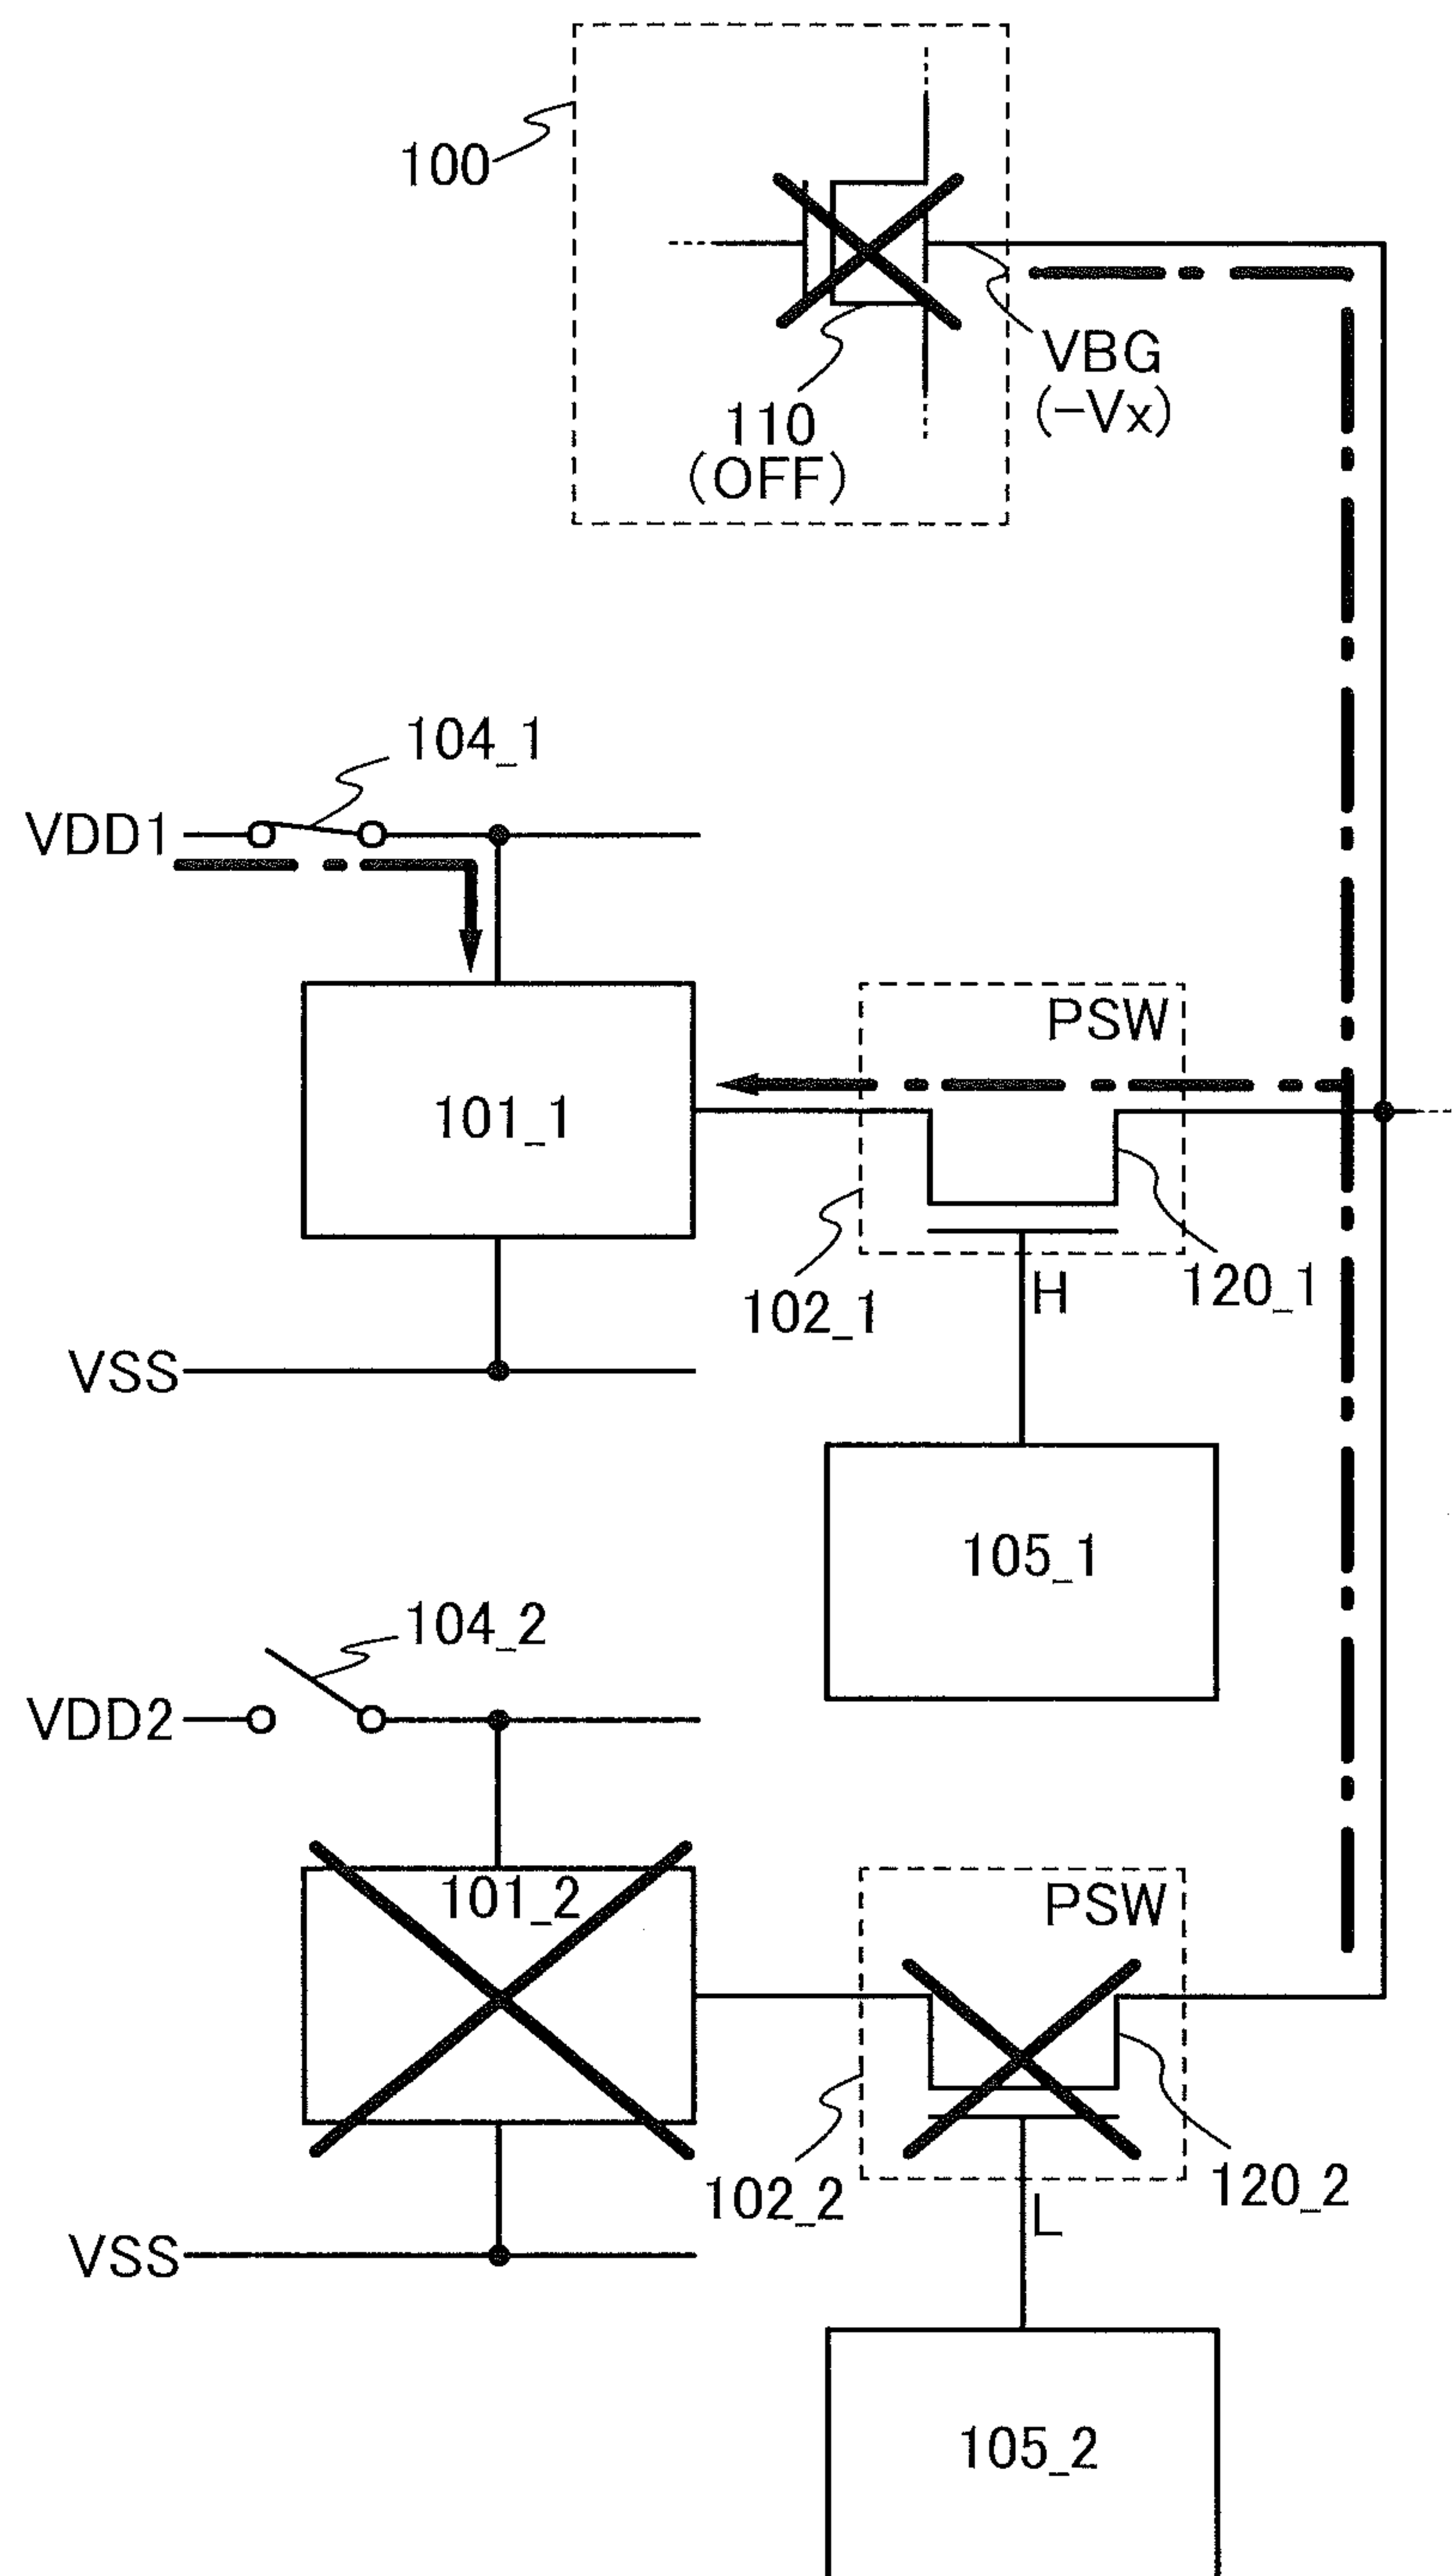 100
VBG
(-Vx)
110
(OFF)
104_1
VDD1
PSW
101_1
102_1
H
120_1
VSS
105_1
104_2
VDD2
101_2
PSW
102_2
L
120_2
VSS
105_2